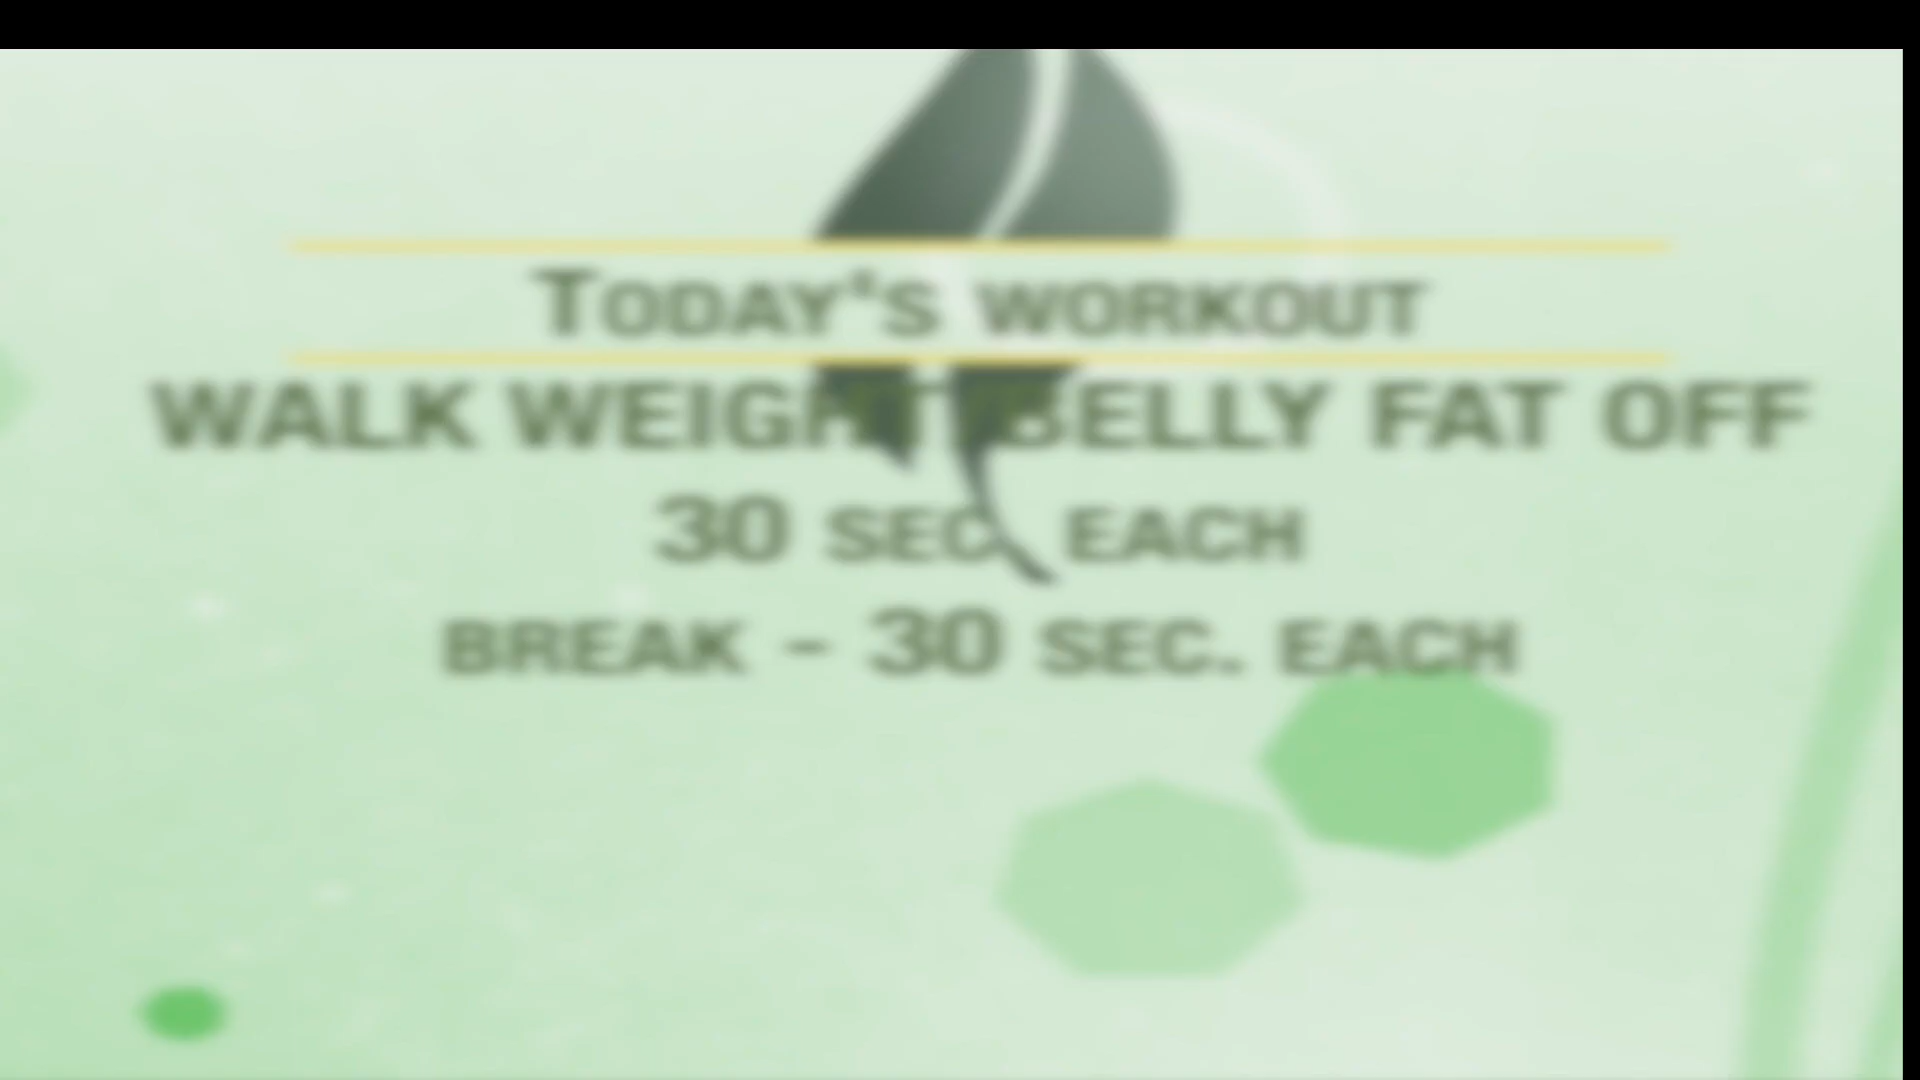 Today's workout
WALK WEIGHT BELLY FAT OFF
30 sec. each
break - 30 sec. each